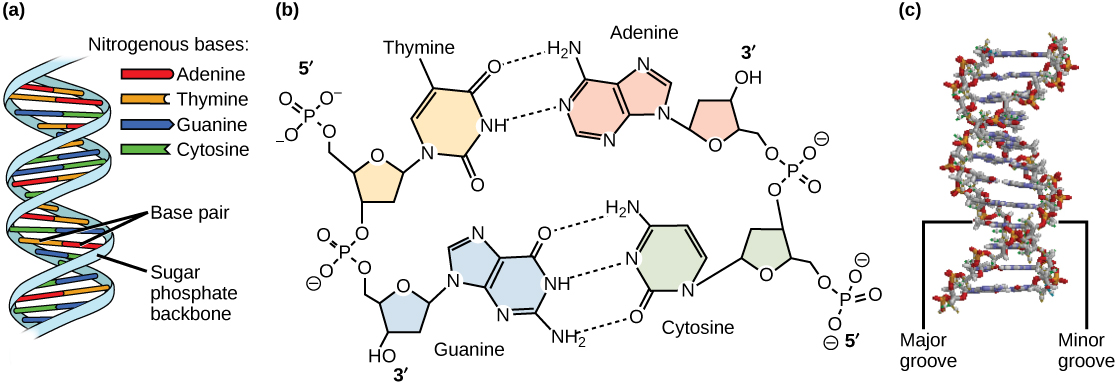 (a)
Nitrogenous bases:
Adenine
Thymine
Guanine
Cytosine
Base pair
Sugar
phosphate
backbone
(b)
Thymine
Adenine
5′
3′
O
H₂N
N
OH
O⁻
O
P
⁻O
O
N
NH
N
N
N
O
O
O
O
P
⊖
O
O
O
O
P
⊖
O
H₂N
O
N
N
O
N
NH
N
NH₂
N
O
O
O
P
⊖
O
⊖
O
HO
3′
Guanine
Cytosine
5′
(c)
Major
groove
Minor
groove